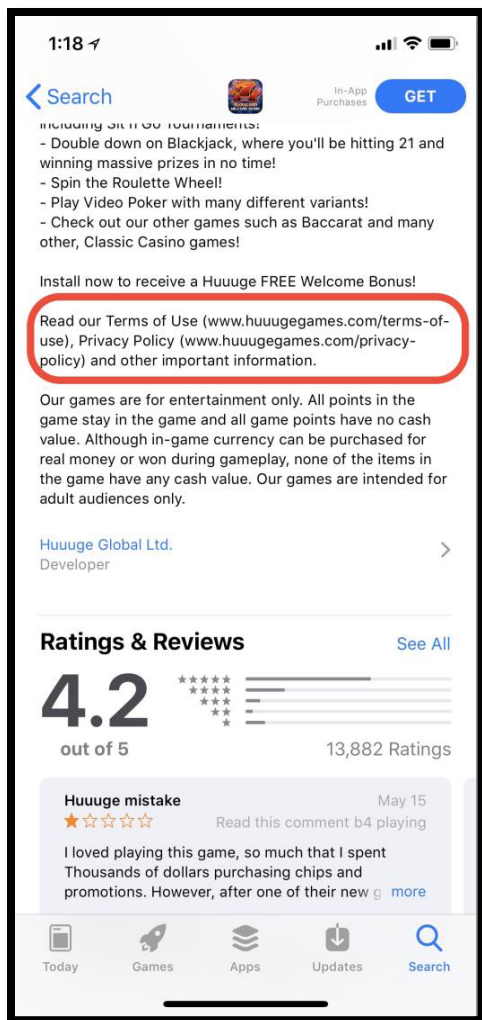 1:18
Search
In-App
Purchases
GET
including Sit n Go Tournaments!
- Double down on Blackjack, where you'll be hitting 21 and
winning massive prizes in no time!
- Spin the Roulette Wheel!
- Play Video Poker with many different variants!
- Check out our other games such as Baccarat and many
other, Classic Casino games!
Install now to receive a Huuuge FREE Welcome Bonus!
Read our Terms of Use (www.huuugegames.com/terms-of-
use), Privacy Policy (www.huuugegames.com/privacy-
policy) and other important information.
Our games are for entertainment only. All points in the
game stay in the game and all game points have no cash
value. Although in-game currency can be purchased for
real money or won during gameplay, none of the items in
the game have any cash value. Our games are intended for
adult audiences only.
Huuuge Global Ltd.
Developer
Ratings & Reviews
See All
4.2
out of 5
13,882 Ratings
Huuuge mistake
May 15
Read this comment b4 playing
I loved playing this game, so much that I spent
Thousands of dollars purchasing chips and
promotions. However, after one of their new g more
Today
Games
Apps
Updates
Search